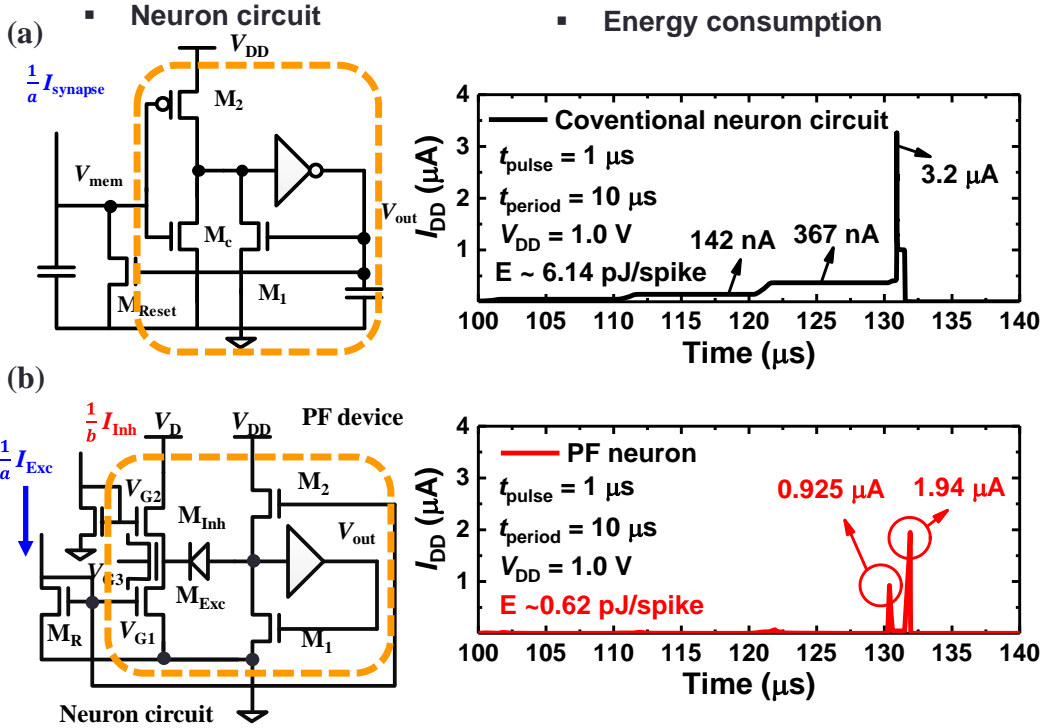 ▪ Neuron circuit
▪ Energy consumption
(a)
V_DD
1/a I_synapse
M_2
V_mem
V_out
M_c
M_1
M_Reset
4
3
2
1
I_DD (μA)
Coventional neuron circuit
t_pulse = 1 μs
t_period = 10 μs
V_DD = 1.0 V
E ~ 6.14 pJ/spike
142 nA
367 nA
3.2 μA
100 105 110 115 120 125 130 135 140
Time (μs)
(b)
1/b I_Inh
V_D
V_DD
PF device
1/a I_Exc
V_G2
M_2
M_Inh
V_out
V_G3
M_Exc
M_R
V_G1
M_1
Neuron circuit
4
3
2
1
0
I_DD (μA)
PF neuron
t_pulse = 1 μs
t_period = 10 μs
V_DD = 1.0 V
E ~0.62 pJ/spike
0.925 μA
1.94 μA
100 105 110 115 120 125 130 135 140
Time (μs)